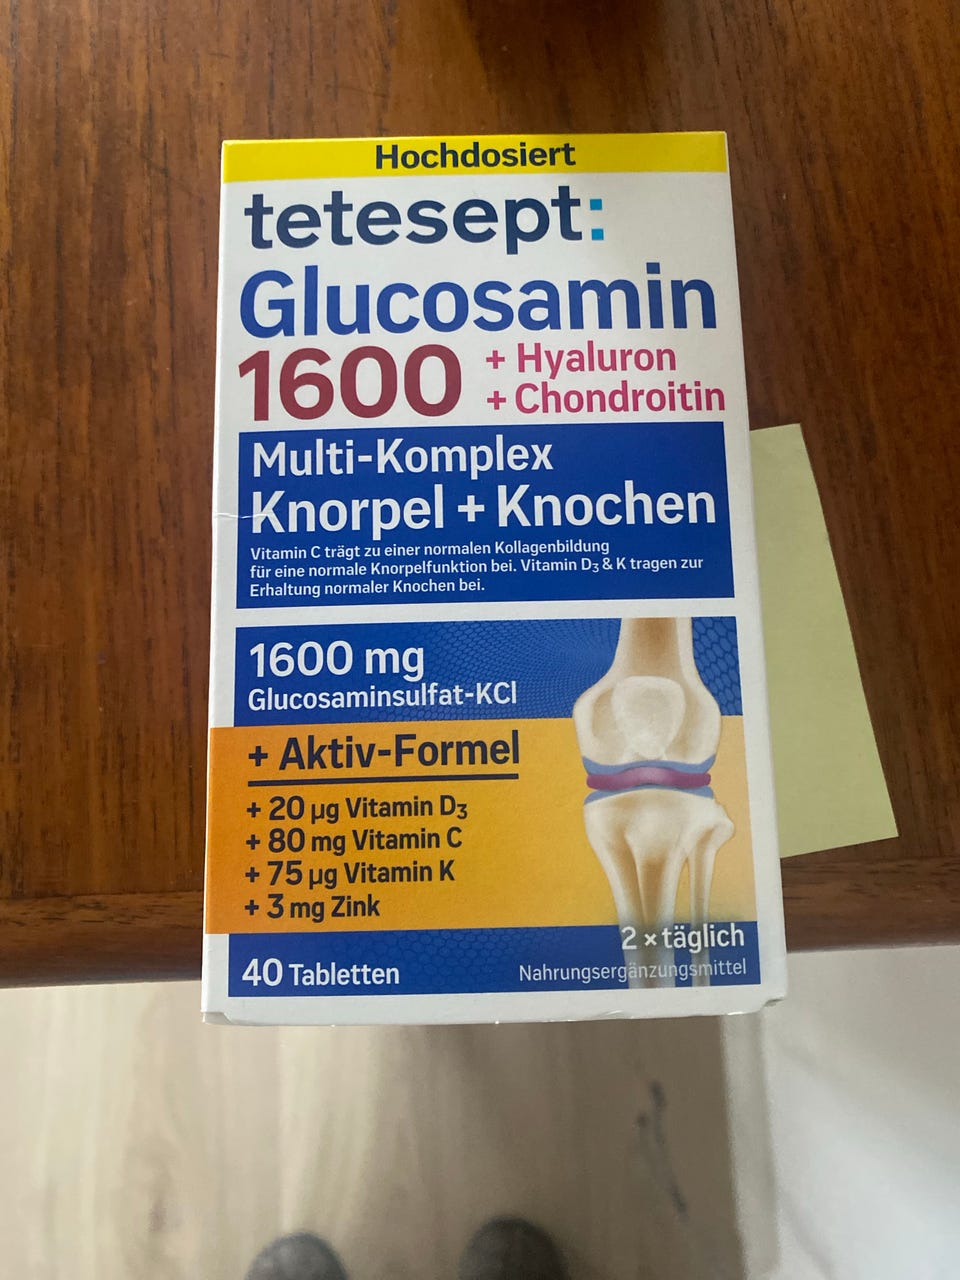 Hochdosiert
tetesept:
Glucosamin
1600
+ Hyaluron
+ Chondroitin
Multi-Komplex
Knorpel + Knochen
Vitamin C trägt zu einer normalen Kollagenbildung
für eine normale Knorpelfunktion bei. Vitamin D₃ & K tragen zur
Erhaltung normaler Knochen bei.
1600 mg
Glucosaminsulfat-KCl
+ Aktiv-Formel
+ 20 µg Vitamin D₃
+ 80 mg Vitamin C
+ 75 µg Vitamin K
+ 3 mg Zink
2 × täglich
40 Tabletten
Nahrungsergänzungsmittel